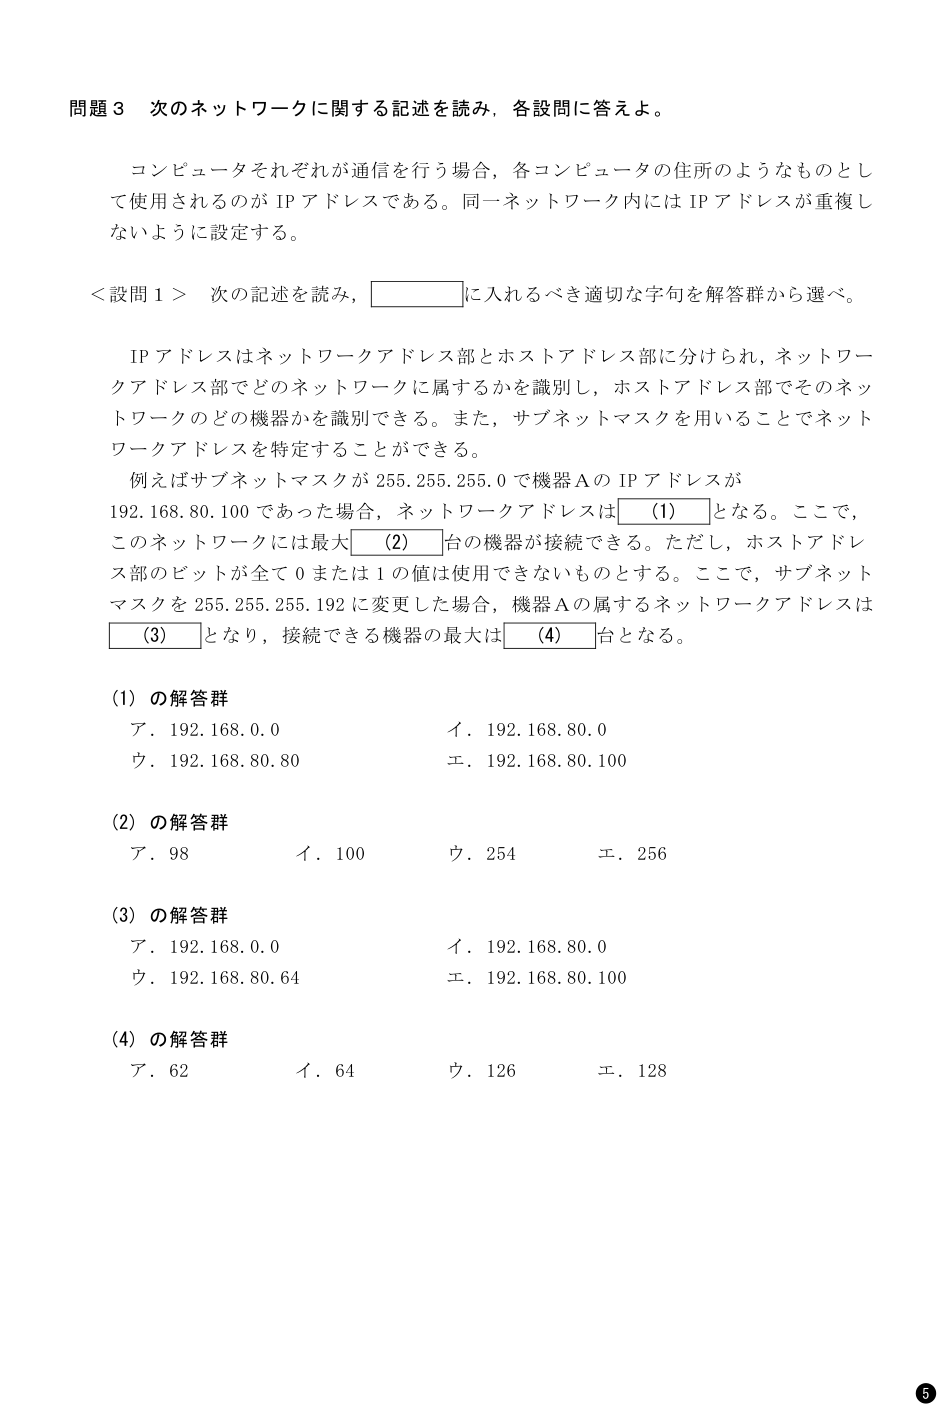 問題３　次のネットワークに関する記述を読み，各設問に答えよ。
コンピュータそれぞれが通信を行う場合，各コンピュータの住所のようなものとし
て使用されるのが IP アドレスである。同一ネットワーク内には IP アドレスが重複し
ないように設定する。
＜設問１＞　次の記述を読み，　　　に入れるべき適切な字句を解答群から選べ。
IP アドレスはネットワークアドレス部とホストアドレス部に分けられ，ネットワー
クアドレス部でどのネットワークに属するかを識別し，ホストアドレス部でそのネッ
トワークのどの機器かを識別できる。また，サブネットマスクを用いることでネット
ワークアドレスを特定することができる。
例えばサブネットマスクが 255.255.255.0 で機器Ａの IP アドレスが
192.168.80.100 であった場合，ネットワークアドレスは (1) となる。ここで，
このネットワークには最大 (2) 台の機器が接続できる。ただし，ホストアドレ
ス部のビットが全て 0 または 1 の値は使用できないものとする。ここで，サブネット
マスクを 255.255.255.192 に変更した場合，機器Ａの属するネットワークアドレスは
(3) となり，接続できる機器の最大は (4) 台となる。
(1) の解答群
ア．192.168.0.0　イ．192.168.80.0
ウ．192.168.80.80　エ．192.168.80.100
(2) の解答群
ア．98　イ．100　ウ．254　エ．256
(3) の解答群
ア．192.168.0.0　イ．192.168.80.0
ウ．192.168.80.64　エ．192.168.80.100
(4) の解答群
ア．62　イ．64　ウ．126　エ．128
5